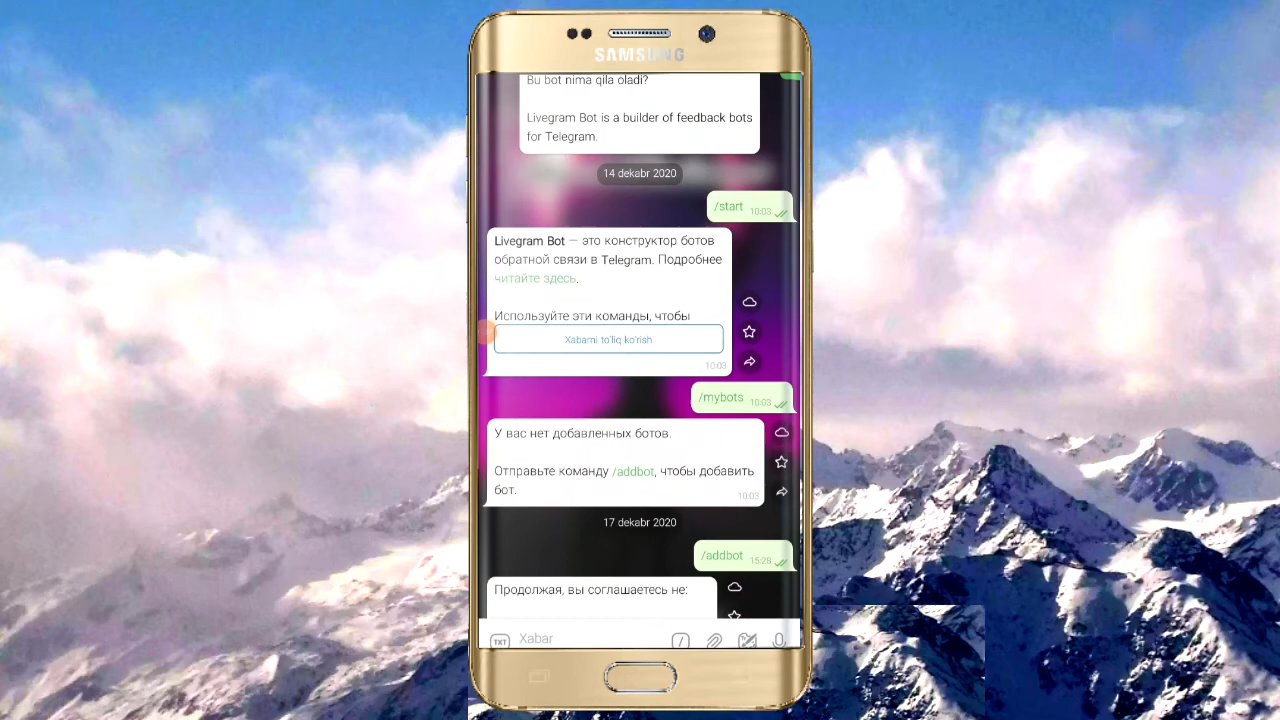 SAMSUNG
Bu bot nima qila oladi?
Livegram Bot is a builder of feedback bots
for Telegram.
14 dekabr 2020
/start 10:03
Livegram Bot — это конструктор ботов
обратной связи в Telegram. Подробнее
читайте здесь.
Используйте эти команды, чтобы
Xabarni to'liq ko'rish
10:03
/mybots 10:03
У вас нет добавленных ботов.
Отправьте команду /addbot, чтобы добавить
бот.
10:03
17 dekabr 2020
/addbot 15:28
Продолжая, вы соглашаетесь не:
TXT Xabar